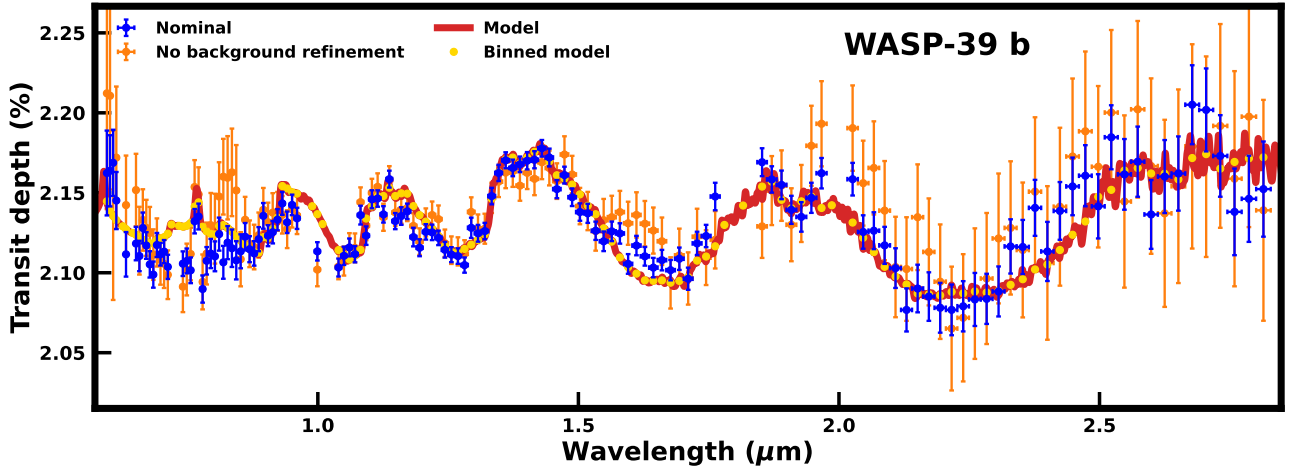 Nominal
No background refinement
Model
Binned model
WASP-39 b
Transit depth (%)
2.25
2.20
2.15
2.10
2.05
1.0
1.5
2.0
2.5
Wavelength (μm)